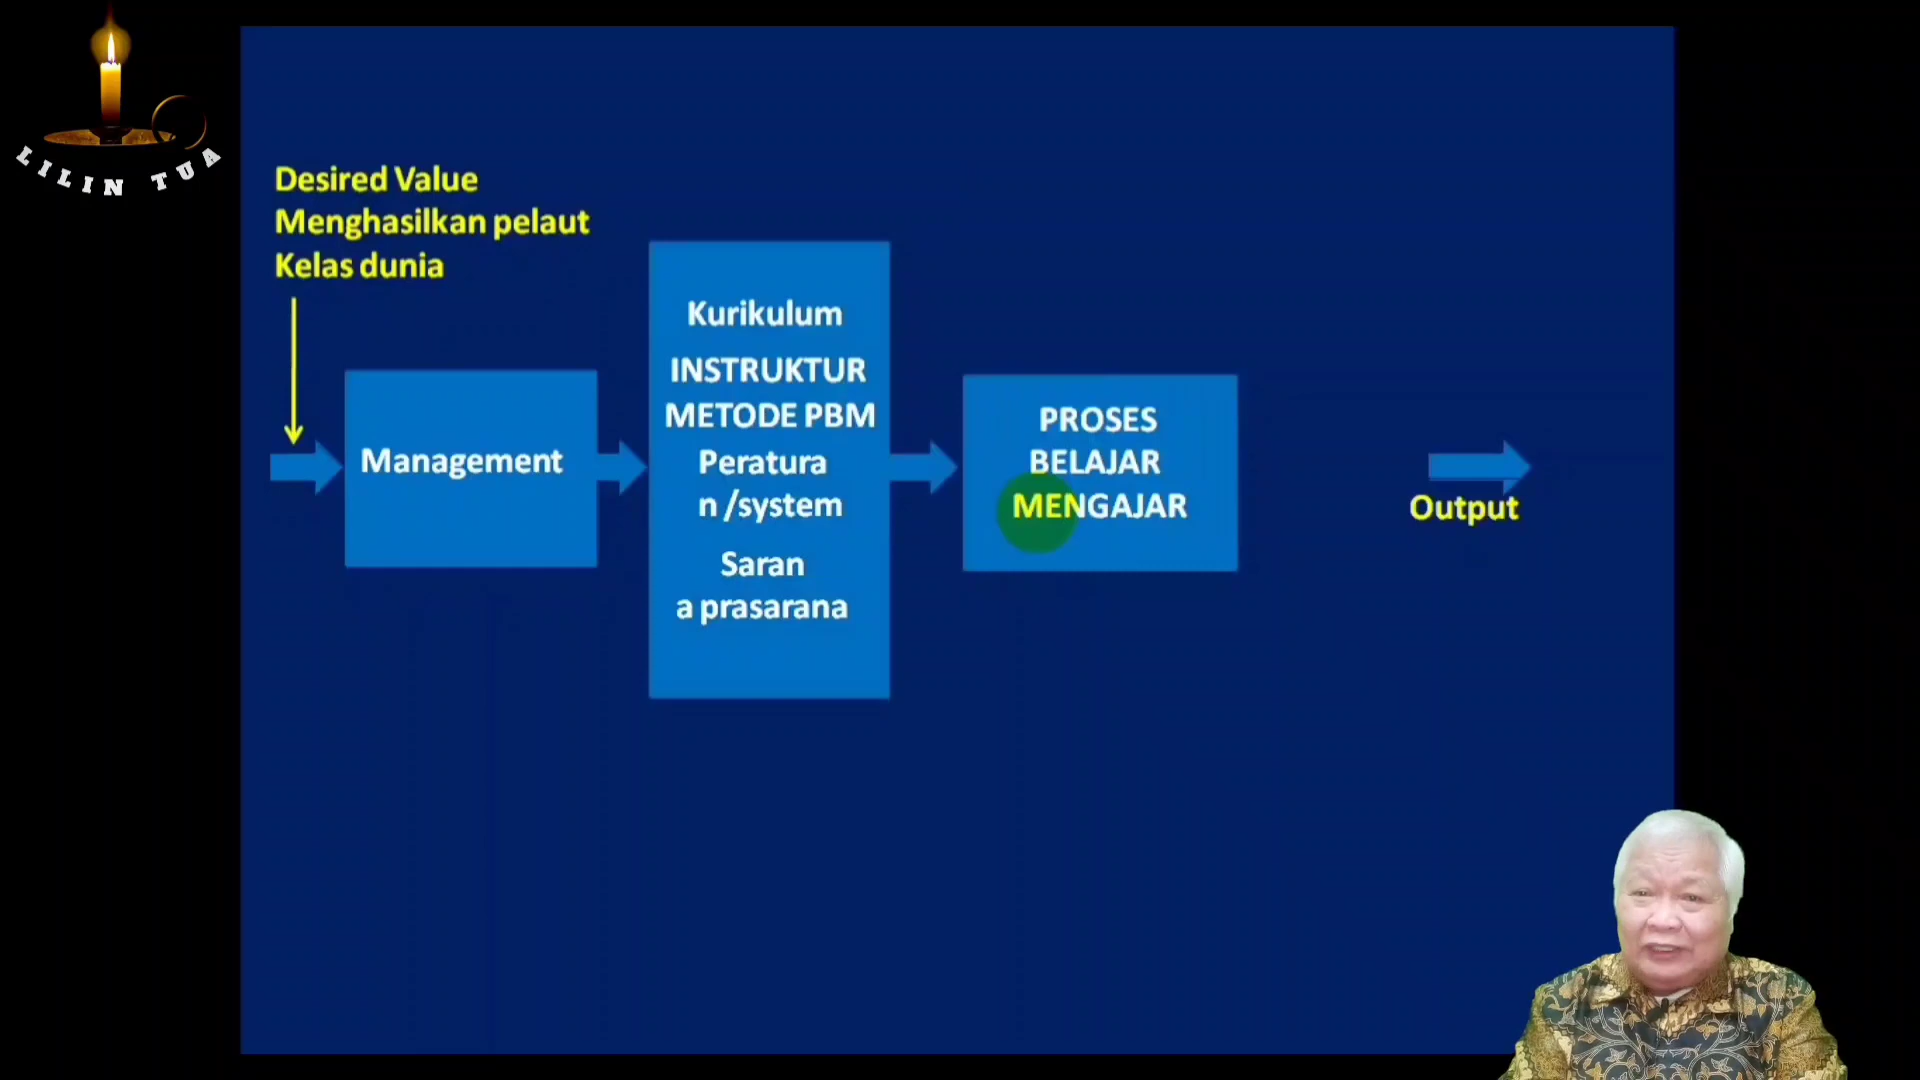 LILIN TUA
Desired Value
Menghasilkan pelaut
Kelas dunia
Management
Kurikulum
INSTRUKTUR
METODE PBM
Peratura
n /system
Saran
a prasarana
PROSES
BELAJAR
MENGAJAR
Output